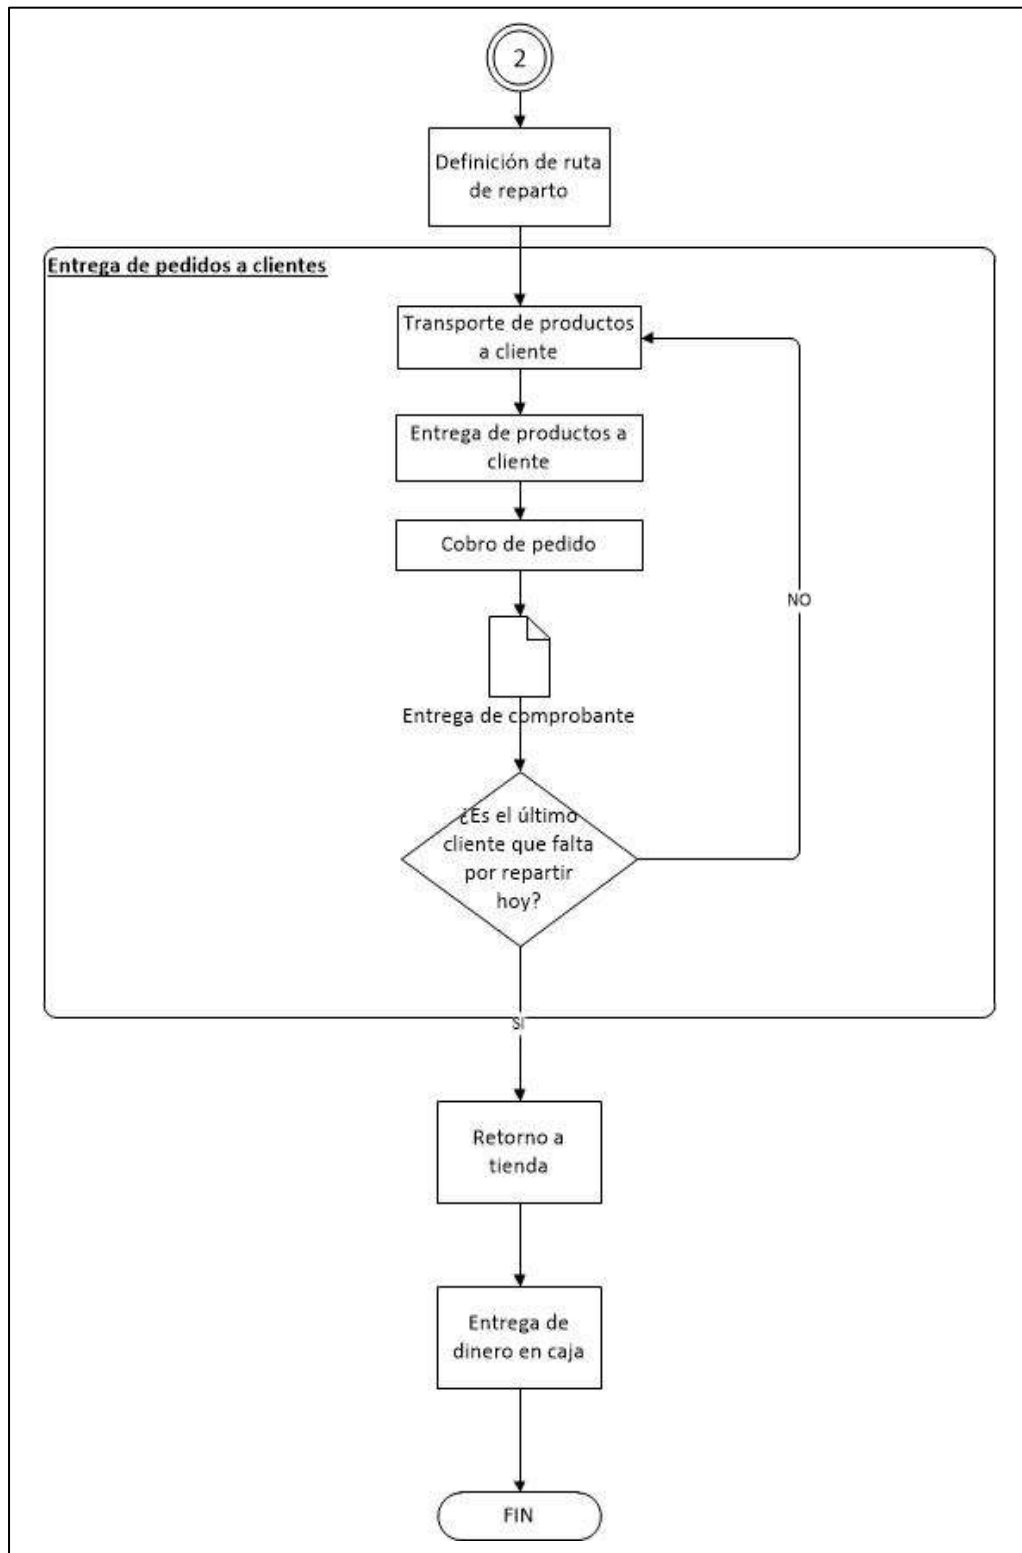 2
Definición de ruta
de reparto
Entrega de pedidos a clientes
Transporte de productos
a cliente
Entrega de productos a
cliente
Cobro de pedido
NO
Entrega de comprobante
¿Es el último
cliente que falta
por repartir
hoy?
SI
Retorno a
tienda
Entrega de
dinero en caja
FIN